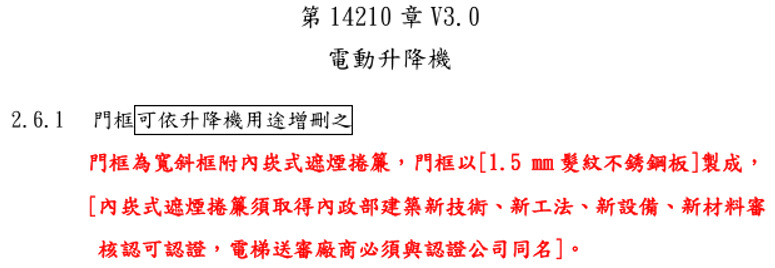 第 14210 章 V3.0
電動升降機
2.6.1 門框可依升降機用途增刪之
門框為寬斜框附內崁式遮煙捲簾，門框以[1.5 mm 髮紋不銹鋼板]製成，
[內崁式遮煙捲簾須取得內政部建築新技術、新工法、新設備、新材料審
核認可認證，電梯送審廠商必須與認證公司同名]。